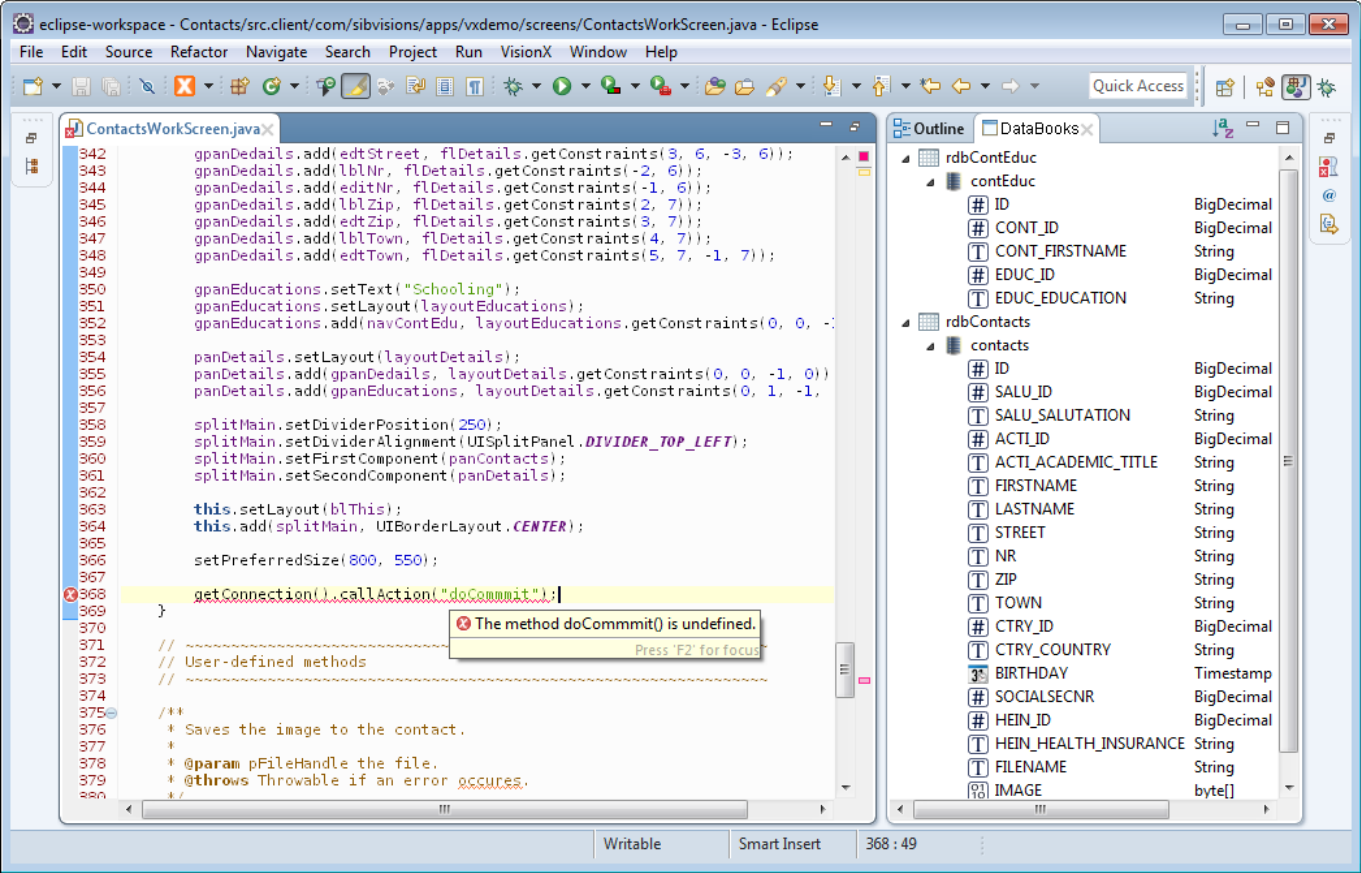 eclipse-workspace - Contacts/src.client/com/sibvisions/apps/vxdemo/screens/ContactsWorkScreen.java - Eclipse
File Edit Source Refactor Navigate Search Project Run VisionX Window Help
Quick Access
ContactsWorkScreen.java
342 gpanDedails.add(edtStreet, flDetails.getConstraints(3, 6, -3, 6));
343 gpanDedails.add(lblNr, flDetails.getConstraints(-2, 6));
344 gpanDedails.add(editNr, flDetails.getConstraints(-1, 6));
345 gpanDedails.add(lblZip, flDetails.getConstraints(2, 7));
346 gpanDedails.add(edtZip, flDetails.getConstraints(3, 7));
347 gpanDedails.add(lblTown, flDetails.getConstraints(4, 7));
348 gpanDedails.add(edtTown, flDetails.getConstraints(5, 7, -1, 7));
349
350 gpanEducations.setText("Schooling");
351 gpanEducations.setLayout(layoutEducations);
352 gpanEducations.add(navContEdu, layoutEducations.getConstraints(0, 0, -
353
354 panDetails.setLayout(layoutDetails);
355 panDetails.add(gpanDedails, layoutDetails.getConstraints(0, 0, -1, 0))
356 panDetails.add(gpanEducations, layoutDetails.getConstraints(0, 1, -1,
357
358 splitMain.setDividerPosition(250);
359 splitMain.setDividerAlignment(UISplitPanel.DIVIDER_TOP_LEFT);
360 splitMain.setFirstComponent(panContacts);
361 splitMain.setSecondComponent(panDetails);
362
363 this.setLayout(blThis);
364 this.add(splitMain, UIBorderLayout.CENTER);
365
366 setPreferredSize(800, 550);
367
368 getConnection().callAction("doCommmit");
369 }
The method doCommmit() is undefined.
Press 'F2' for focus
370
371 // ~~~~~~~~~~~~~~~~~~~~~~~~~~~~~~~~~~~~~~~~~~~~~~~~~~~~~~~~~~~~~~~~
372 // User-defined methods
373 // ~~~~~~~~~~~~~~~~~~~~~~~~~~~~~~~~~~~~~~~~~~~~~~~~~~~~~~~~~~~~~~~~
374
375 /**
376 * Saves the image to the contact.
377 *
378 * @param pFileHandle the file.
379 * @throws Throwable if an error occures.
380 */
Outline DataBooks
rdbContEduc
contEduc
ID BigDecimal
CONT_ID BigDecimal
CONT_FIRSTNAME String
EDUC_ID BigDecimal
EDUC_EDUCATION String
rdbContacts
contacts
ID BigDecimal
SALU_ID BigDecimal
SALU_SALUTATION String
ACTI_ID BigDecimal
ACTI_ACADEMIC_TITLE String
FIRSTNAME String
LASTNAME String
STREET String
NR String
ZIP String
TOWN String
CTRY_ID BigDecimal
CTRY_COUNTRY String
BIRTHDAY Timestamp
SOCIALSECNR BigDecimal
HEIN_ID BigDecimal
HEIN_HEALTH_INSURANCE String
FILENAME String
IMAGE byte[]
Writable Smart Insert 368 : 49